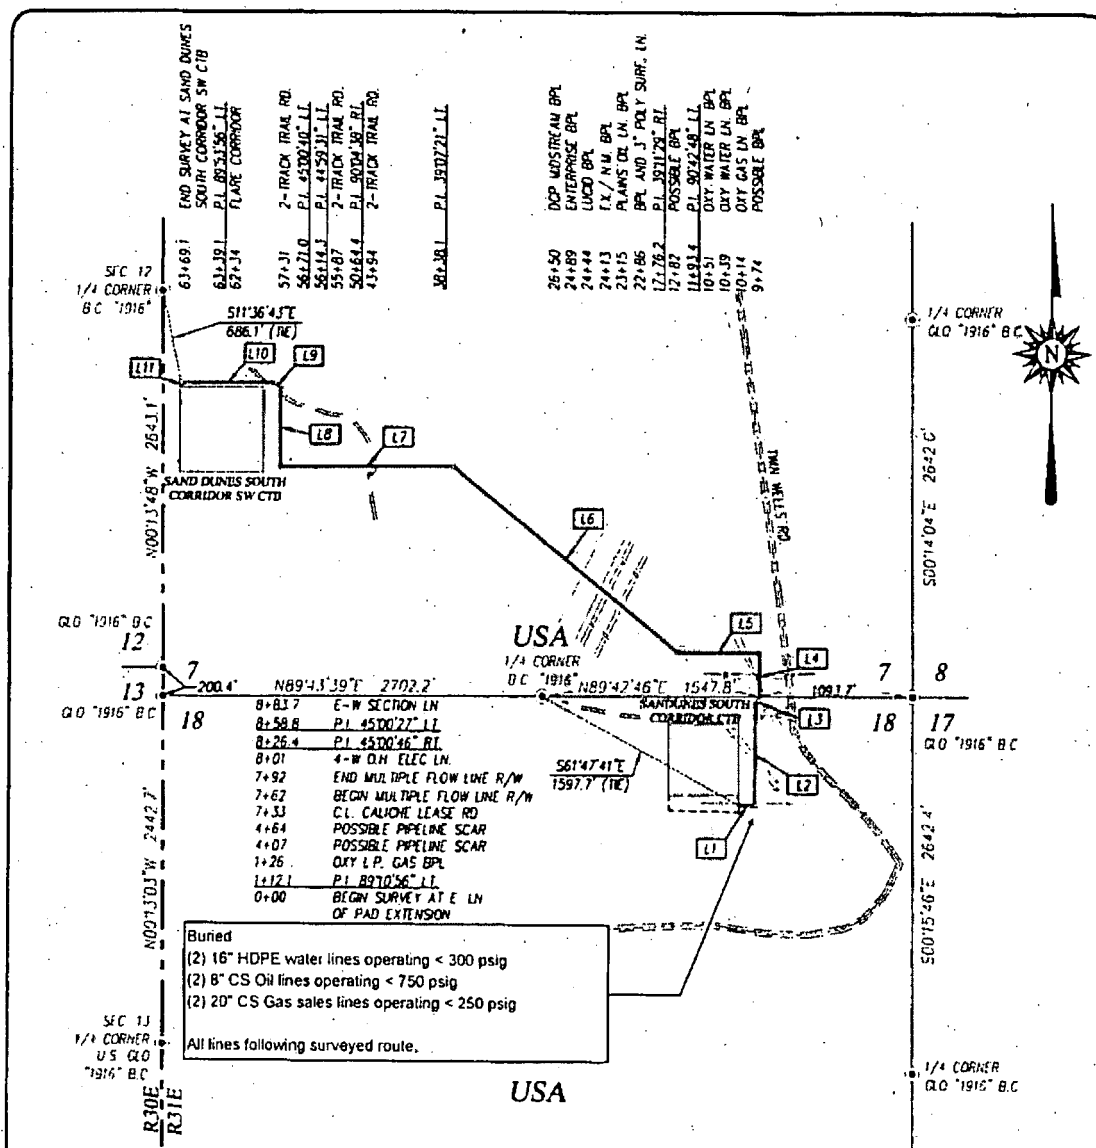 63+69.1 END SURVEY AT SAND DUNES
SOUTH CORRIDOR SW CTB
63+39.1 P.I. 89°53'56" LT.
62+34 FLARE CORRIDOR
57+31 2-TRACK TRAIL RD.
56+71.0 P.I. 45°00'40" LT.
56+14.3 P.I. 44°59'31" LT.
55+87 2-TRACK TRAIL RD.
50+64.4 P.I. 90°04'38" RT.
43+94 2-TRACK TRAIL RD.
38+38.1 P.I. 39°07'21" LT.
26+50 DCP MIDSTREAM BPL
24+89 ENTERPRISE BPL
24+44 LUCID BPL
24+13 T.X./ N.M. BPL
23+15 PLAINS OIL LN. BPL
22+86 BPL AND 3" POLY SURF. LN.
17+76.2 P.I. 39°11'29" RT.
12+82 POSSIBLE BPL
11+93.4 P.I. 90°42'48" LT.
10+51 OXY WATER LN BPL
10+39 OXY WATER LN. BPL
10+14 OXY GAS LN. BPL
9+74 POSSIBLE BPL
SEC 12
1/4 CORNER
B.C "1916"
S11°36'43"E
686.1' (TIE)
1/4 CORNER
GLO "1916" B.C
N
L11
L10
L9
L8
L7
SAND DUNES SOUTH
CORRIDOR SW CTB
N00°13'48"W 2643.1'
TWIN WELLS RD.
S00°14'04"E 2642.0'
L6
GLO "1916" B.C
12
7
13
18
GLO "1916" B.C
200.4'
USA
1/4 CORNER
B.C "1916"
N89°43'39"E 2702.2'
N89°42'46"E 1547.8'
1093.7'
L5
L4
L3
7
8
18
17
GLO "1916" B.C
SANDUNES SOUTH
CORRIDOR CTB
8+83.7 E-W SECTION LN
8+58.8 P.I. 45°00'27" LT.
8+26.4 P.I. 45°00'46" RT.
8+01 4-W O.H. ELEC LN.
7+92 END MULTIPLE FLOW LINE R/W
7+62 BEGIN MULTIPLE FLOW LINE R/W
7+33 C.L. CALICHE LEASE RD
4+64 POSSIBLE PIPELINE SCAR
4+07 POSSIBLE PIPELINE SCAR
1+26 OXY L.P. GAS BPL
1+12.1 P.I. 89°10'56" LT.
0+00 BEGIN SURVEY AT E LN
OF PAD EXTENSION
S61°47'41"E
1597.7' (TIE)
L2
L1
N00°13'03"W 2442.7'
S00°15'46"E 2642.4'
Buried
(2) 16" HDPE water lines operating < 300 psig
(2) 8" CS Oil lines operating < 750 psig
(2) 20" CS Gas sales lines operating < 250 psig
All lines following surveyed route.
SEC 13
1/4 CORNER
U.S. GLO
"1916" B.C
R30E
R31E
USA
1/4 CORNER
GLO "1916" B.C